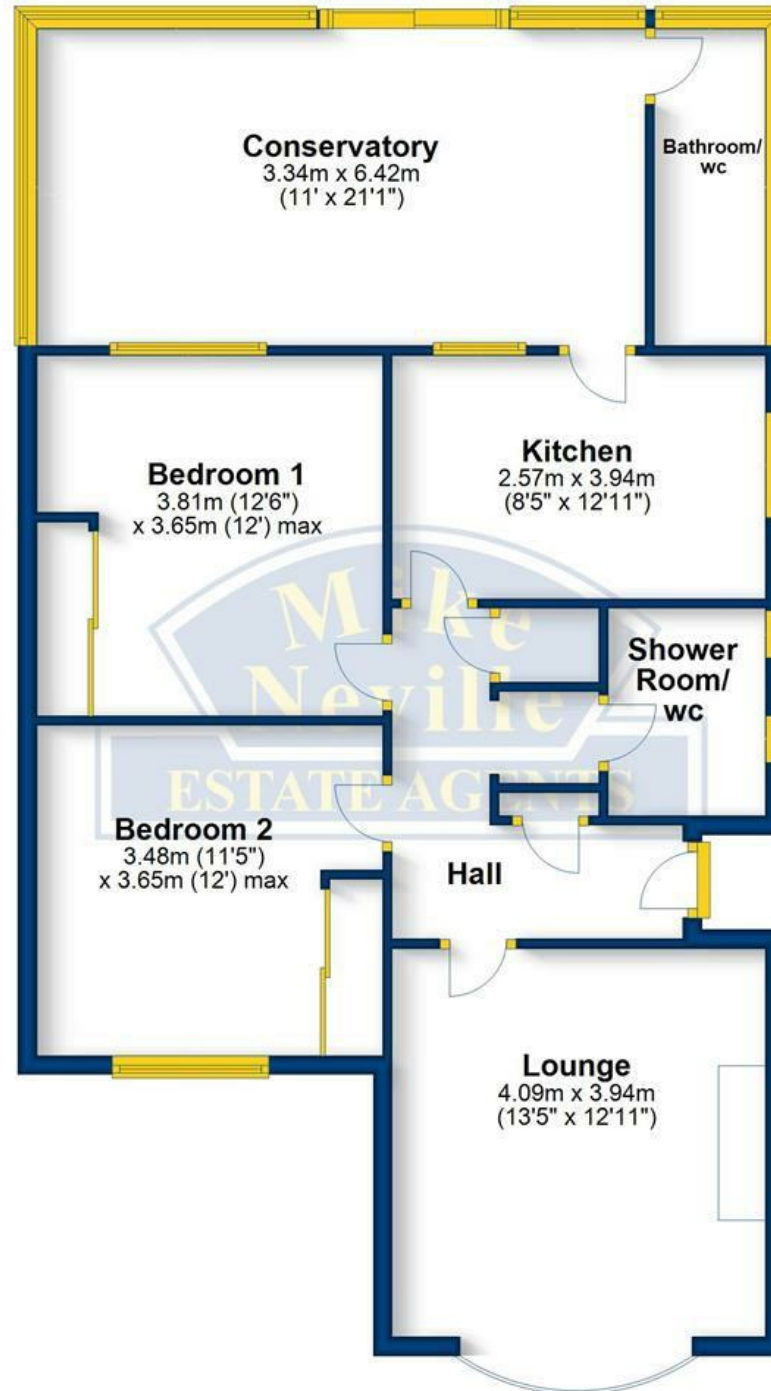 Conservatory
3.34m x 6.42m
(11' x 21'1")
Bathroom/
wc
Bedroom 1
3.81m (12'6")
x 3.65m (12') max
Kitchen
2.57m x 3.94m
(8'5" x 12'11")
Mike
Neville
ESTATE AGENTS
Shower
Room/
wc
Bedroom 2
3.48m (11'5")
x 3.65m (12') max
Hall
Lounge
4.09m x 3.94m
(13'5" x 12'11")